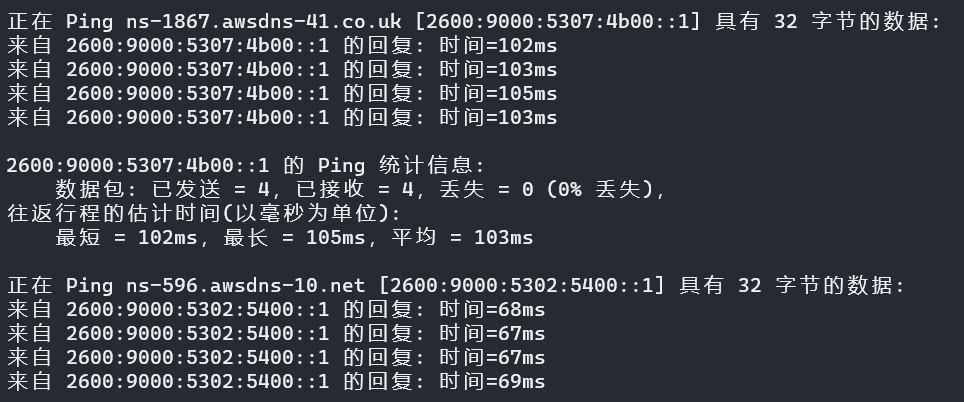 正在 Ping ns-1867.awsdns-41.co.uk [2600:9000:5307:4b00::1] 具有 32 字节的数据:
来自 2600:9000:5307:4b00::1 的回复: 时间=102ms
来自 2600:9000:5307:4b00::1 的回复: 时间=103ms
来自 2600:9000:5307:4b00::1 的回复: 时间=105ms
来自 2600:9000:5307:4b00::1 的回复: 时间=103ms
2600:9000:5307:4b00::1 的 Ping 统计信息:
    数据包: 已发送 = 4, 已接收 = 4, 丢失 = 0 (0% 丢失),
往返行程的估计时间(以毫秒为单位):
    最短 = 102ms, 最长 = 105ms, 平均 = 103ms
正在 Ping ns-596.awsdns-10.net [2600:9000:5302:5400::1] 具有 32 字节的数据:
来自 2600:9000:5302:5400::1 的回复: 时间=68ms
来自 2600:9000:5302:5400::1 的回复: 时间=67ms
来自 2600:9000:5302:5400::1 的回复: 时间=67ms
来自 2600:9000:5302:5400::1 的回复: 时间=69ms